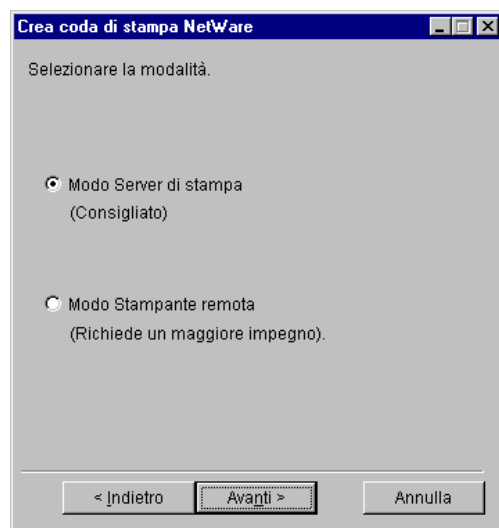 Crea coda di stampa NetWare
Selezionare la modalità.
Modo Server di stampa
(Consigliato)
Modo Stampante remota
(Richiede un maggiore impegno).
< Indietro Avanti > Annulla